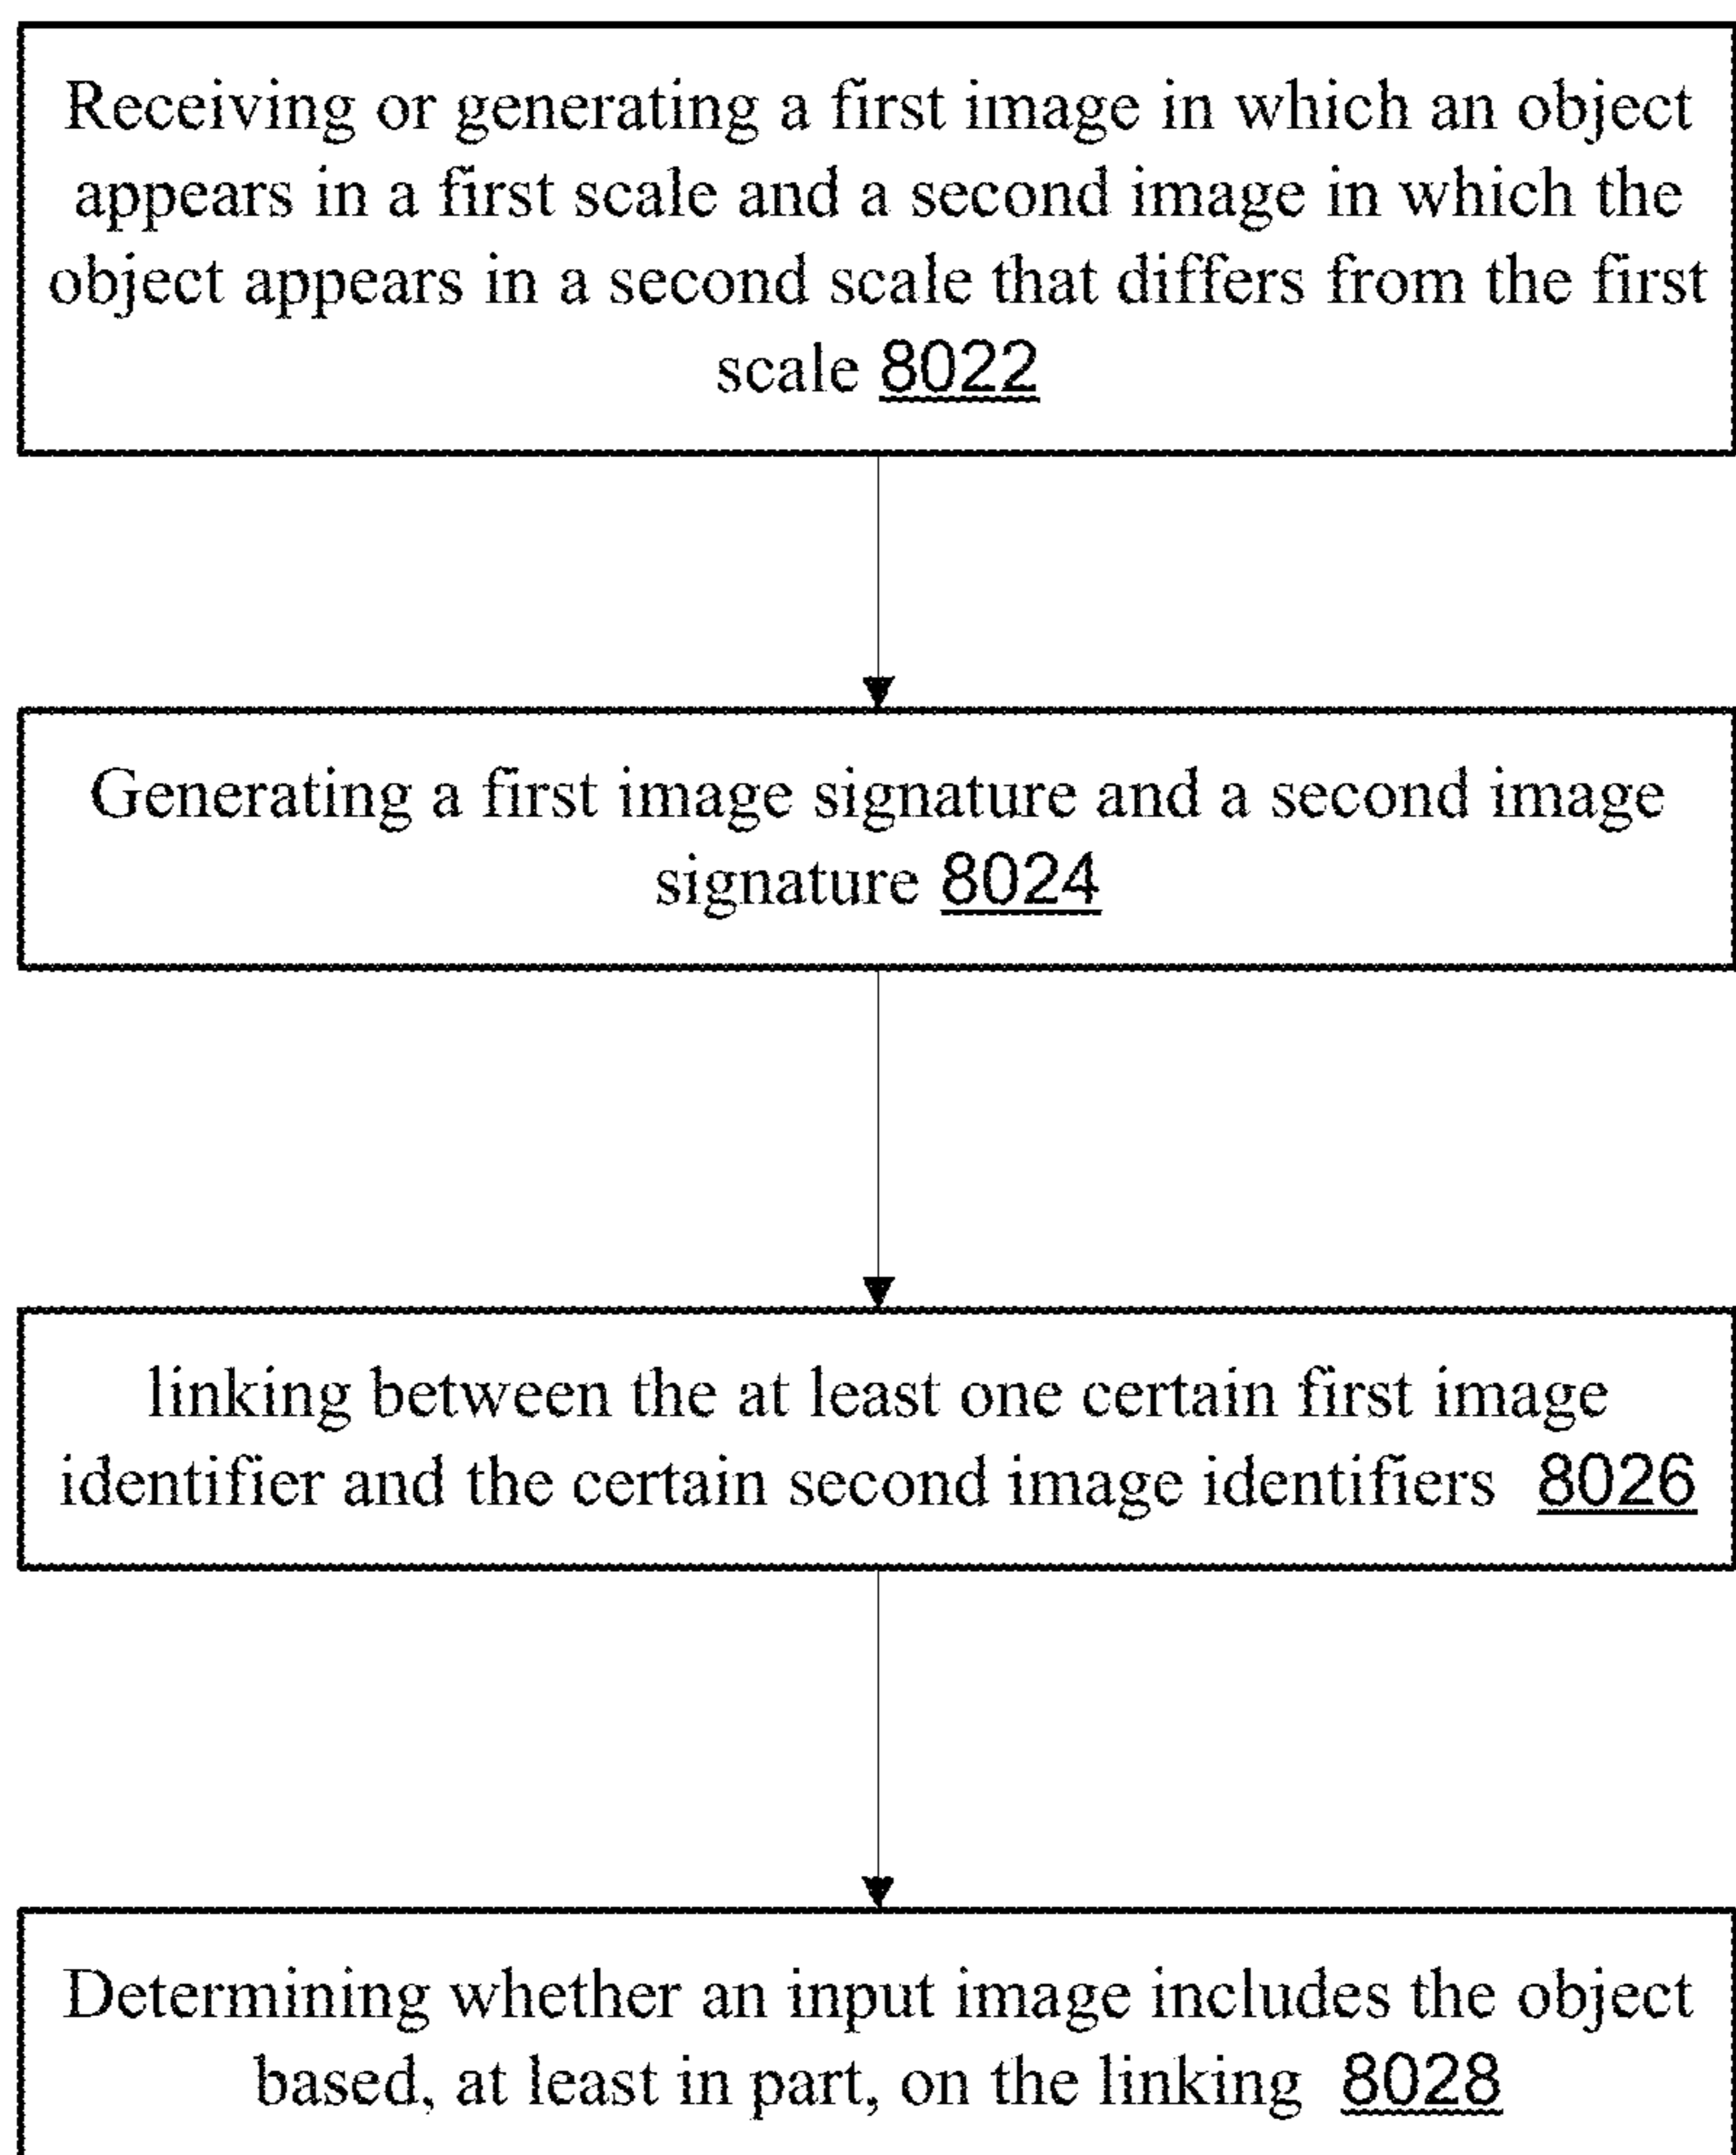 Receiving or generating a first image in which an object
appears in a first scale and a second image in which the
object appears in a second scale that differs from the first
scale 8022
Generating a first image signature and a second image
signature 8024
linking between the at least one certain first image
identifier and the certain second image identifiers 8026
Determining whether an input image includes the object
based, at least in part, on the linking 8028